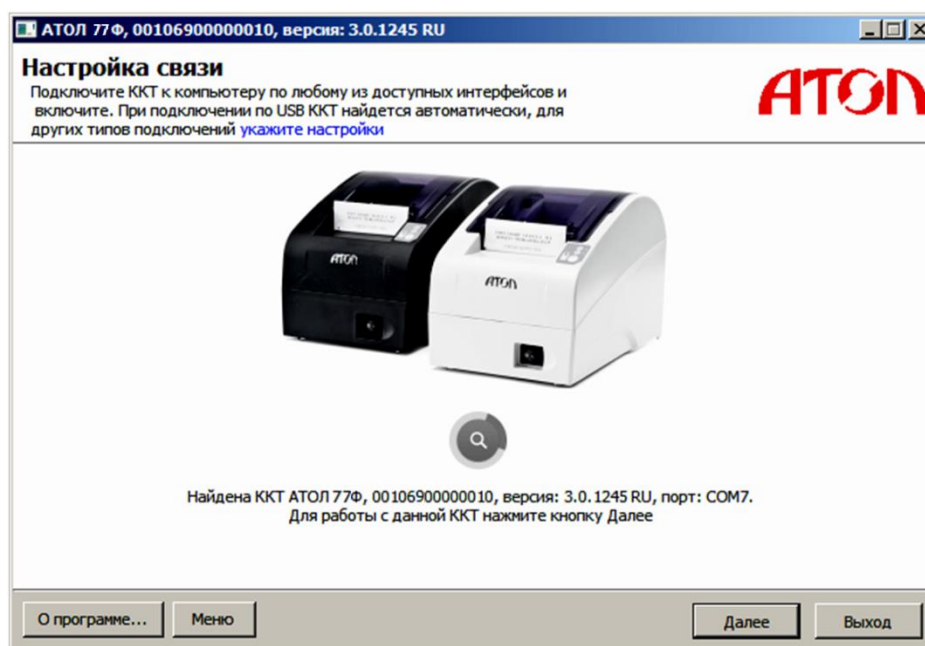 АТОЛ 77Ф, 00106900000010, версия: 3.0.1245 RU
Настройка связи
Подключите ККТ к компьютеру по любому из доступных интерфейсов и
включите. При подключении по USB ККТ найдется автоматически, для
других типов подключений укажите настройки
АТОЛ
АТОЛ
АТОЛ
Найдена ККТ АТОЛ 77Ф, 00106900000010, версия: 3.0.1245 RU, порт: COM7.
Для работы с данной ККТ нажмите кнопку Далее
О программе...
Меню
Далее
Выход